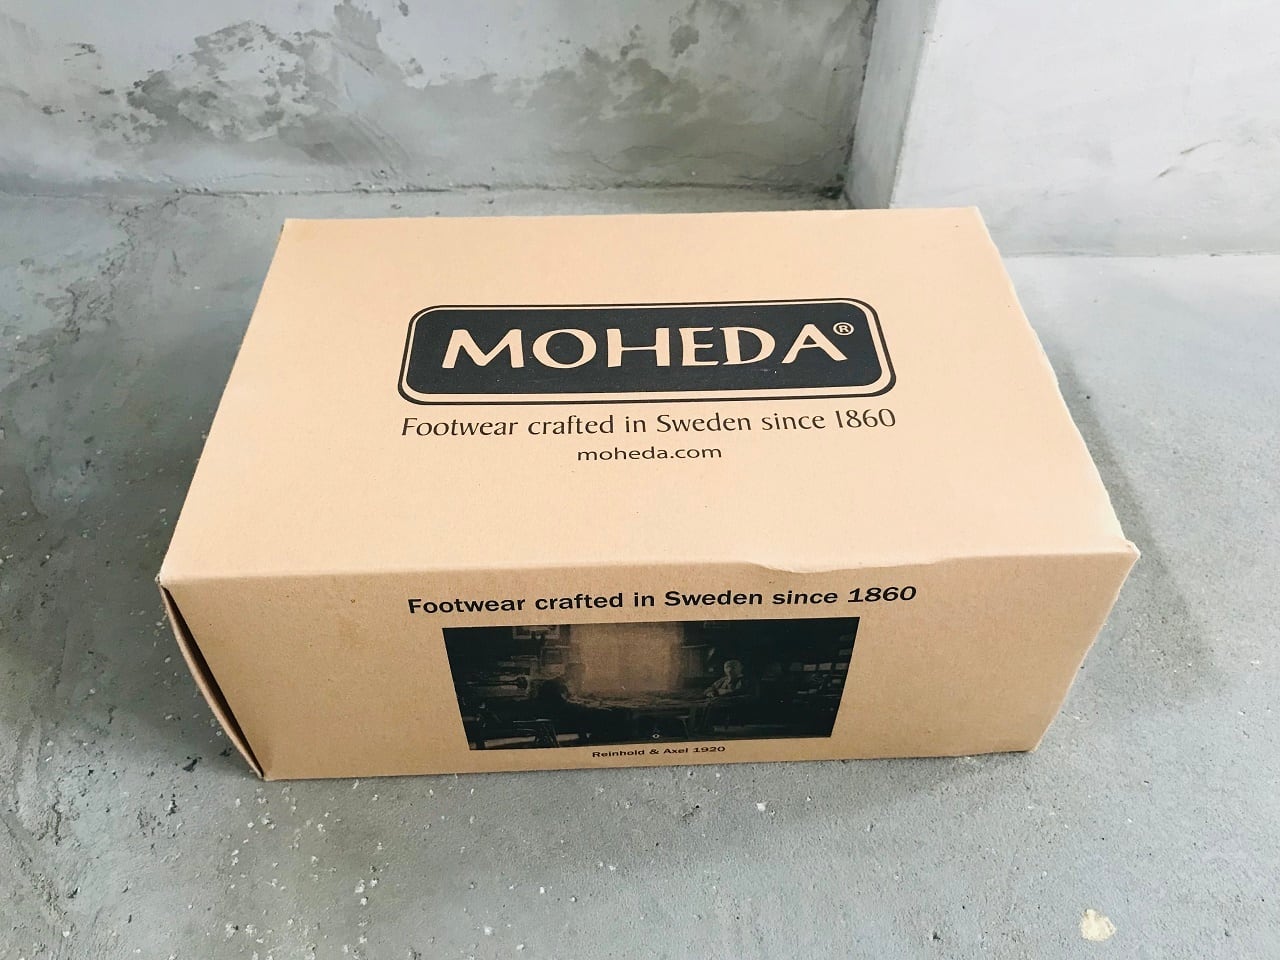 MOHEDA®
Footwear crafted in Sweden since 1860
moheda.com
Footwear crafted in Sweden since 1860
Reinhold & Axel 1920